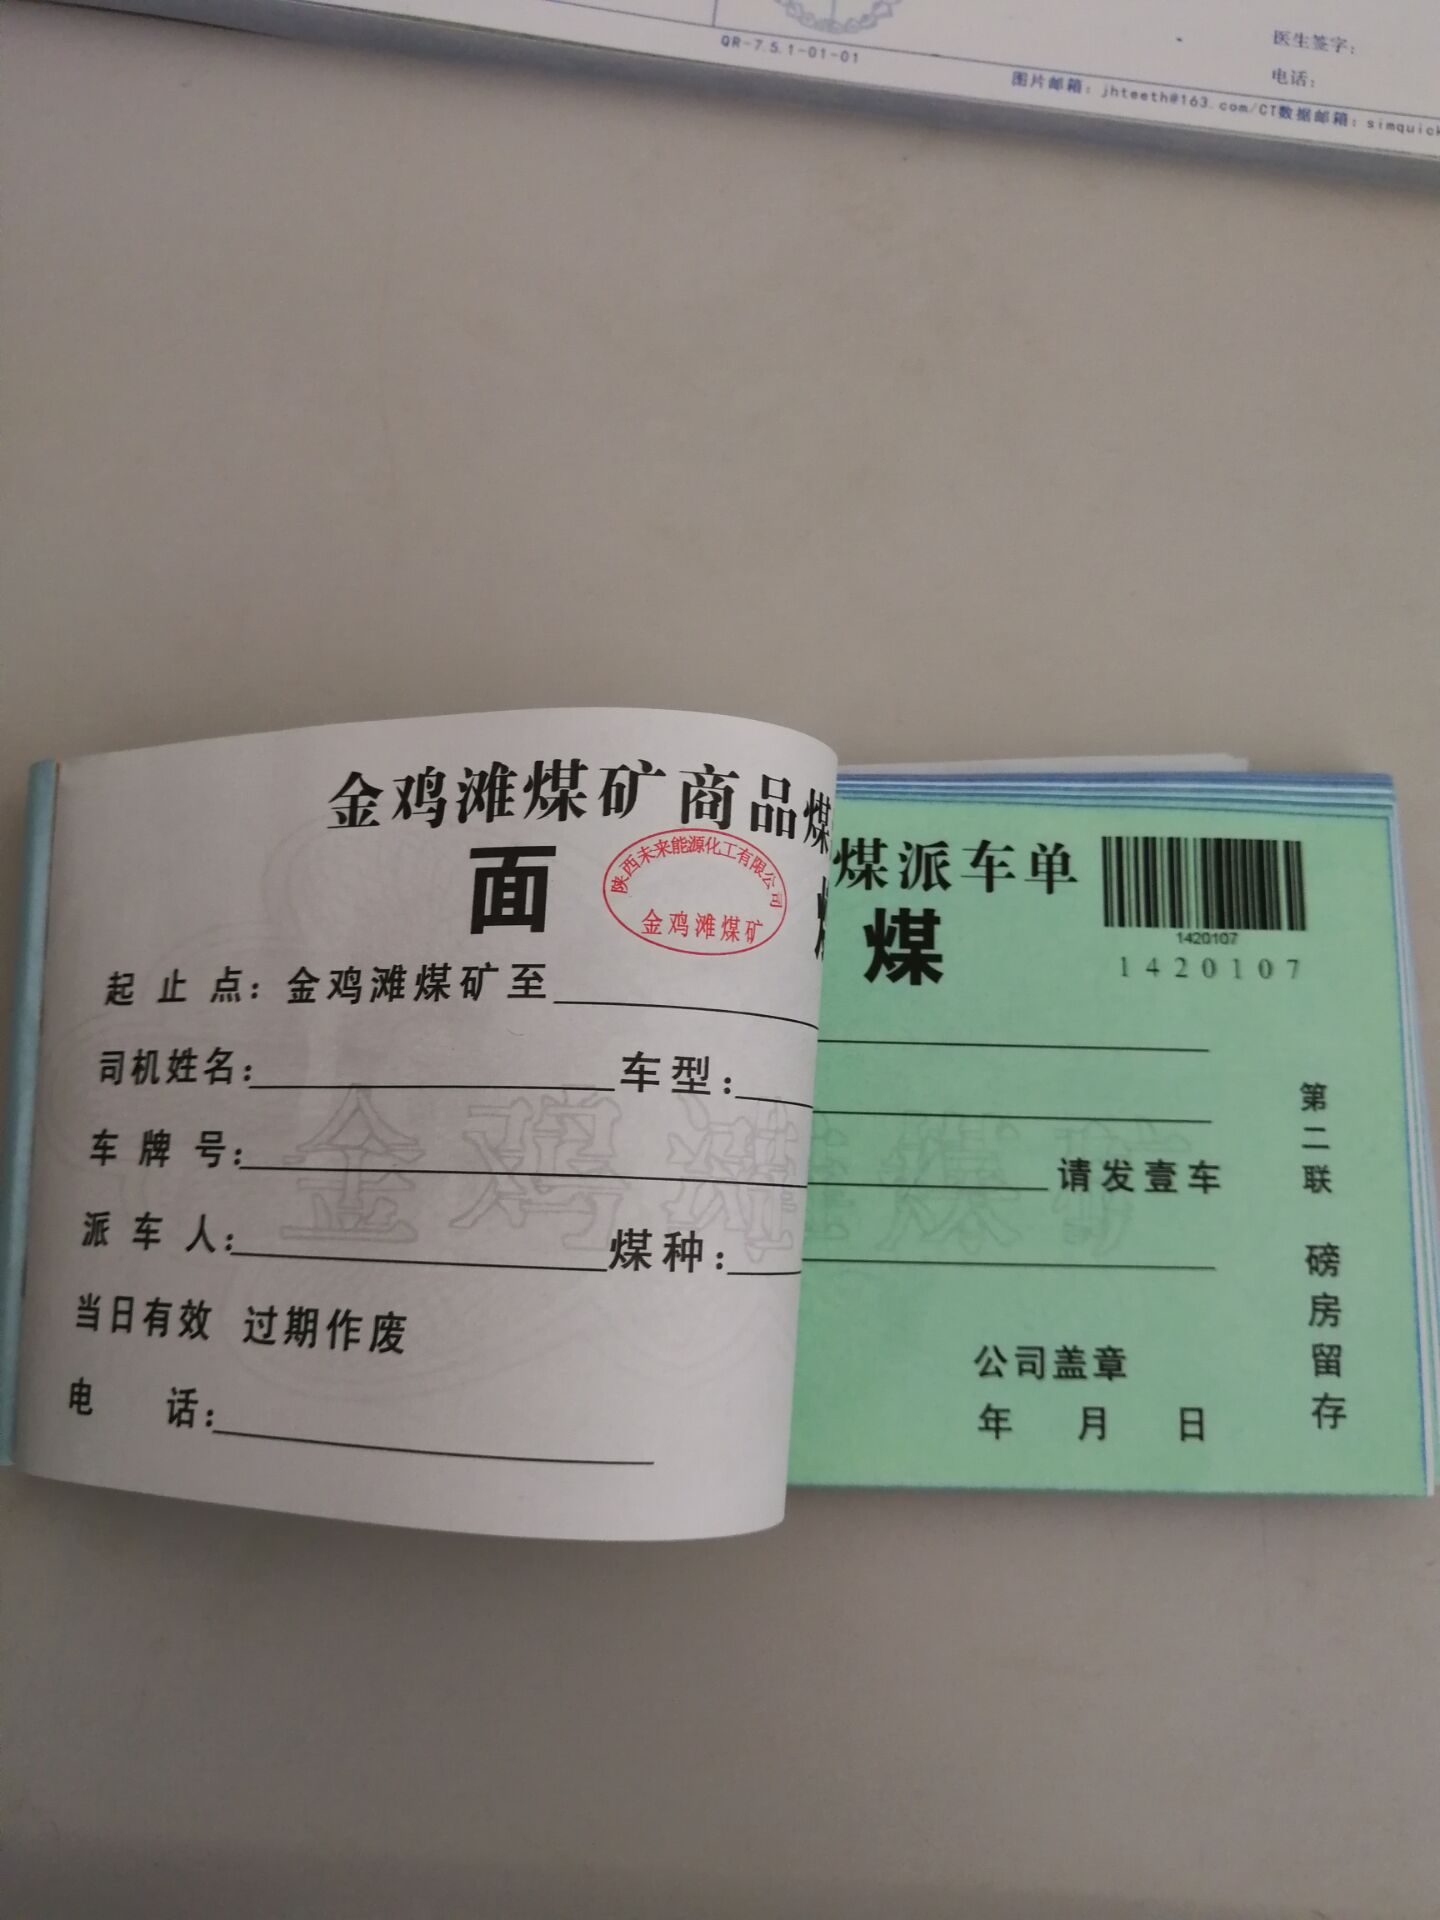 医生签字：
电话：
QR-7.5.1-01-01
图片邮箱：jhteeth@163.com/CT数据邮箱：simquick
金鸡滩煤矿商品煤
煤派车单
面
煤
陕西未来能源化工有限公司
金鸡滩煤矿
1420107
1420107
起止点：金鸡滩煤矿至
司机姓名： 车型：
车牌号： 请发壹车
派车人： 煤种：
当日有效 过期作废
公司盖章
电 话：
年 月 日
第二联 磅房留存
金鸡滩煤矿